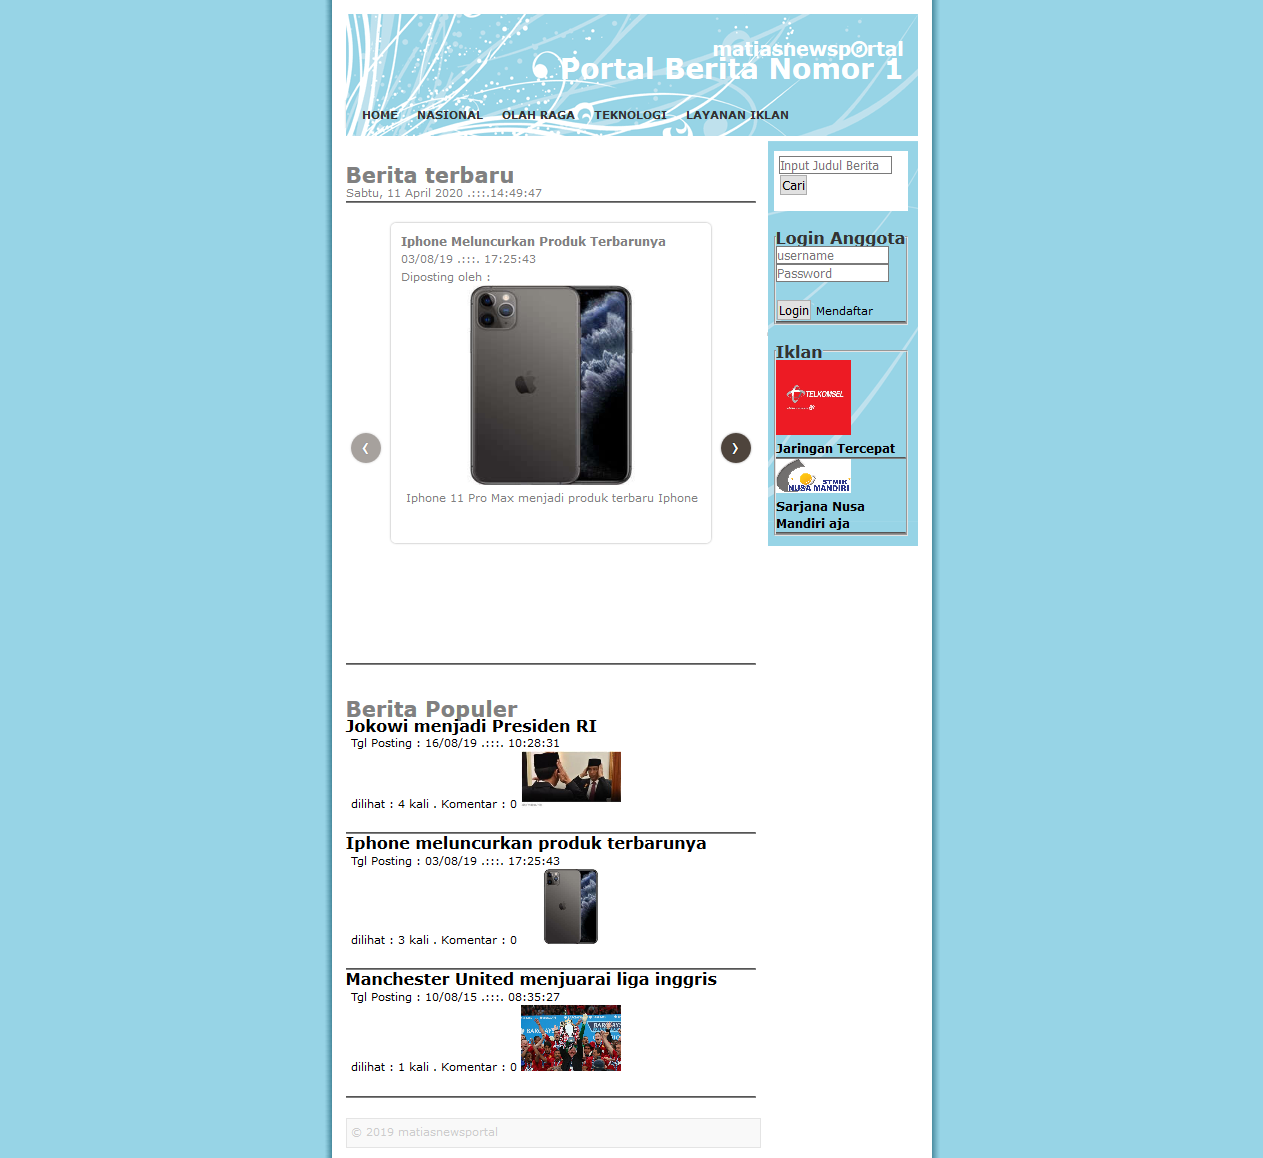 matiasnewsportal
Portal Berita Nomor 1
HOME NASIONAL OLAH RAGA TEKNOLOGI LAYANAN IKLAN
Berita terbaru
Sabtu, 11 April 2020 .:::.14:49:47
Iphone Meluncurkan Produk Terbarunya
03/08/19 .:::. 17:25:43
Diposting oleh :
Iphone 11 Pro Max menjadi produk terbaru Iphone
Input Judul Berita
Cari
Login Anggota
username
Password
Login Mendaftar
Iklan
TELKOMSEL
Jaringan Tercepat
STMIK
NUSA MANDIRI
Sarjana Nusa
Mandiri aja
Berita Populer
Jokowi menjadi Presiden RI
Tgl Posting : 16/08/19 .:::. 10:28:31
dilihat : 4 kali . Komentar : 0
Iphone meluncurkan produk terbarunya
Tgl Posting : 03/08/19 .:::. 17:25:43
dilihat : 3 kali . Komentar : 0
Manchester United menjuarai liga inggris
Tgl Posting : 10/08/15 .:::. 08:35:27
BARCLAYS
dilihat : 1 kali . Komentar : 0
© 2019 matiasnewsportal